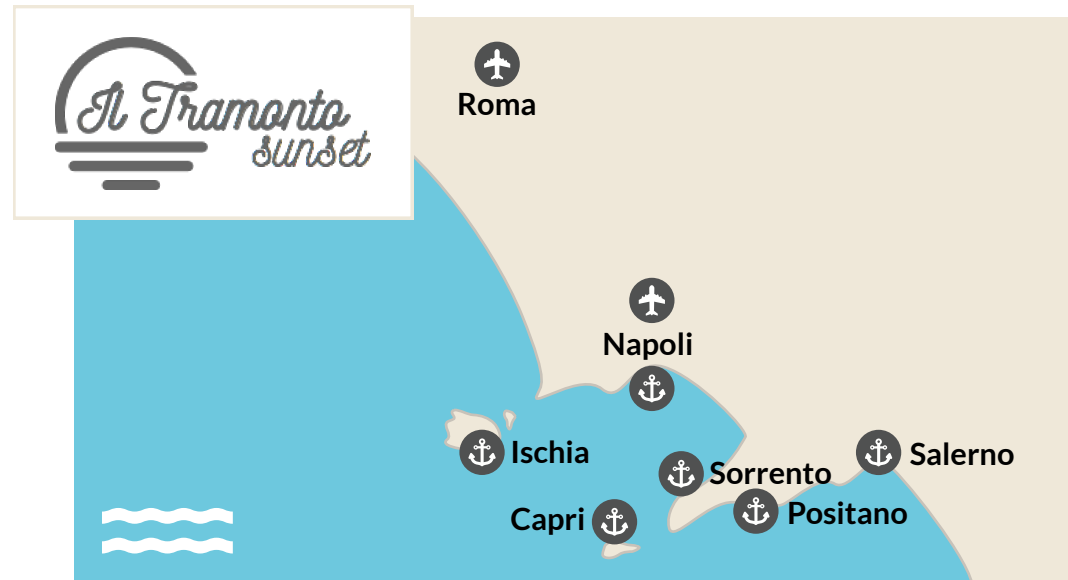 Il Tramonto
sunset
Roma
Napoli
Ischia
Sorrento
Salerno
Capri
Positano